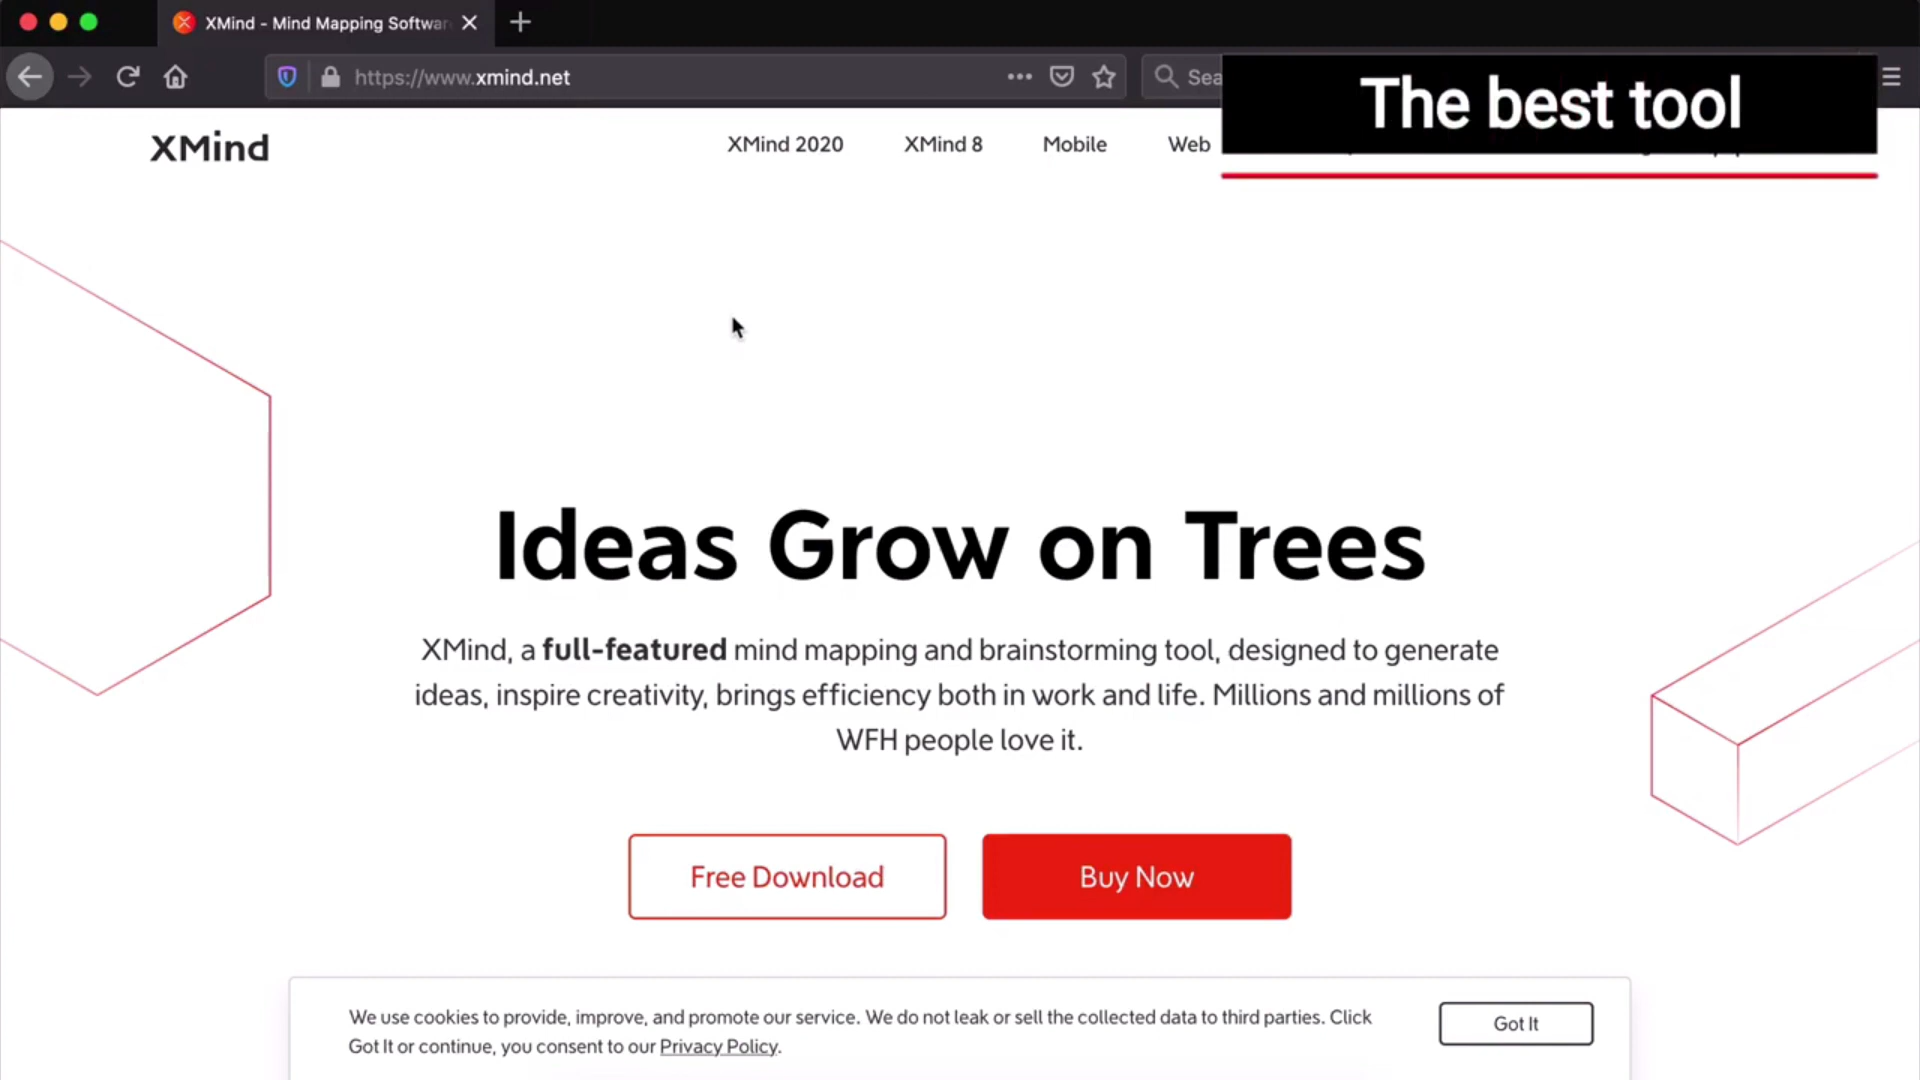 XMind - Mind Mapping Softwar
https://www.xmind.net
Sea
The best tool
XMind
XMind 2020
XMind 8
Mobile
Web
Ideas Grow on Trees
XMind, a full-featured mind mapping and brainstorming tool, designed to generate
ideas, inspire creativity, brings efficiency both in work and life. Millions and millions of
WFH people love it.
Free Download
Buy Now
We use cookies to provide, improve, and promote our service. We do not leak or sell the collected data to third parties. Click
Got It or continue, you consent to our Privacy Policy.
Got It